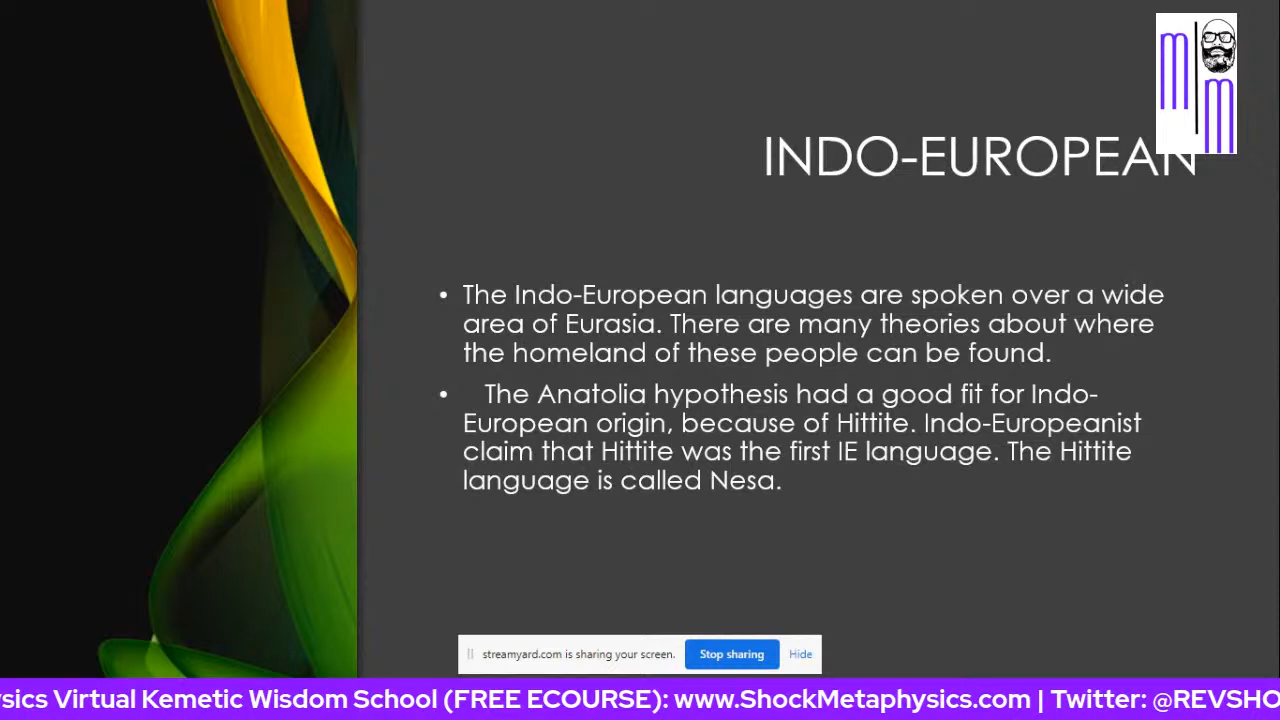 m
m
INDO-EUROPEAN
• The Indo-European languages are spoken over a wide
area of Eurasia. There are many theories about where
the homeland of these people can be found.
• The Anatolia hypothesis had a good fit for Indo-
European origin, because of Hittite. Indo-Europeanist
claim that Hittite was the first IE language. The Hittite
language is called Nesa.
streamyard.com is sharing your screen. Stop sharing Hide
sics Virtual Kemetic Wisdom School (FREE ECOURSE): www.ShockMetaphysics.com | Twitter: @REVSHO